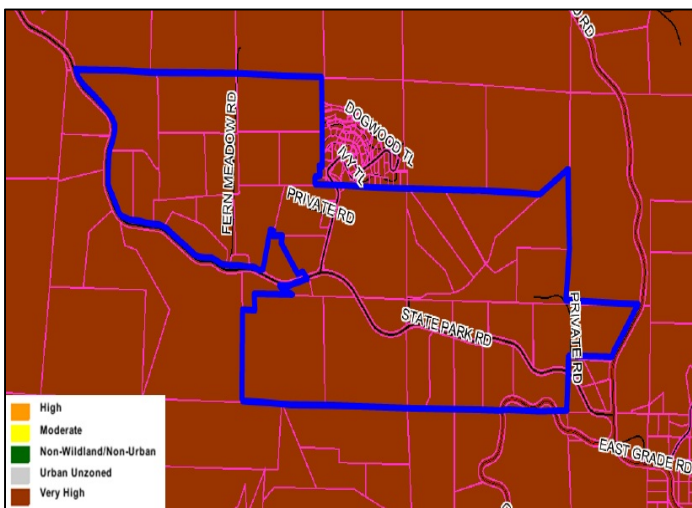 DOGWOOD TL
IVY TL
FERN MEADOW RD
PRIVATE RD
STATE PARK RD
PRIVATE RD
EAST GRADE RD
High
Moderate
Non-Wildland/Non-Urban
Urban Unzoned
Very High